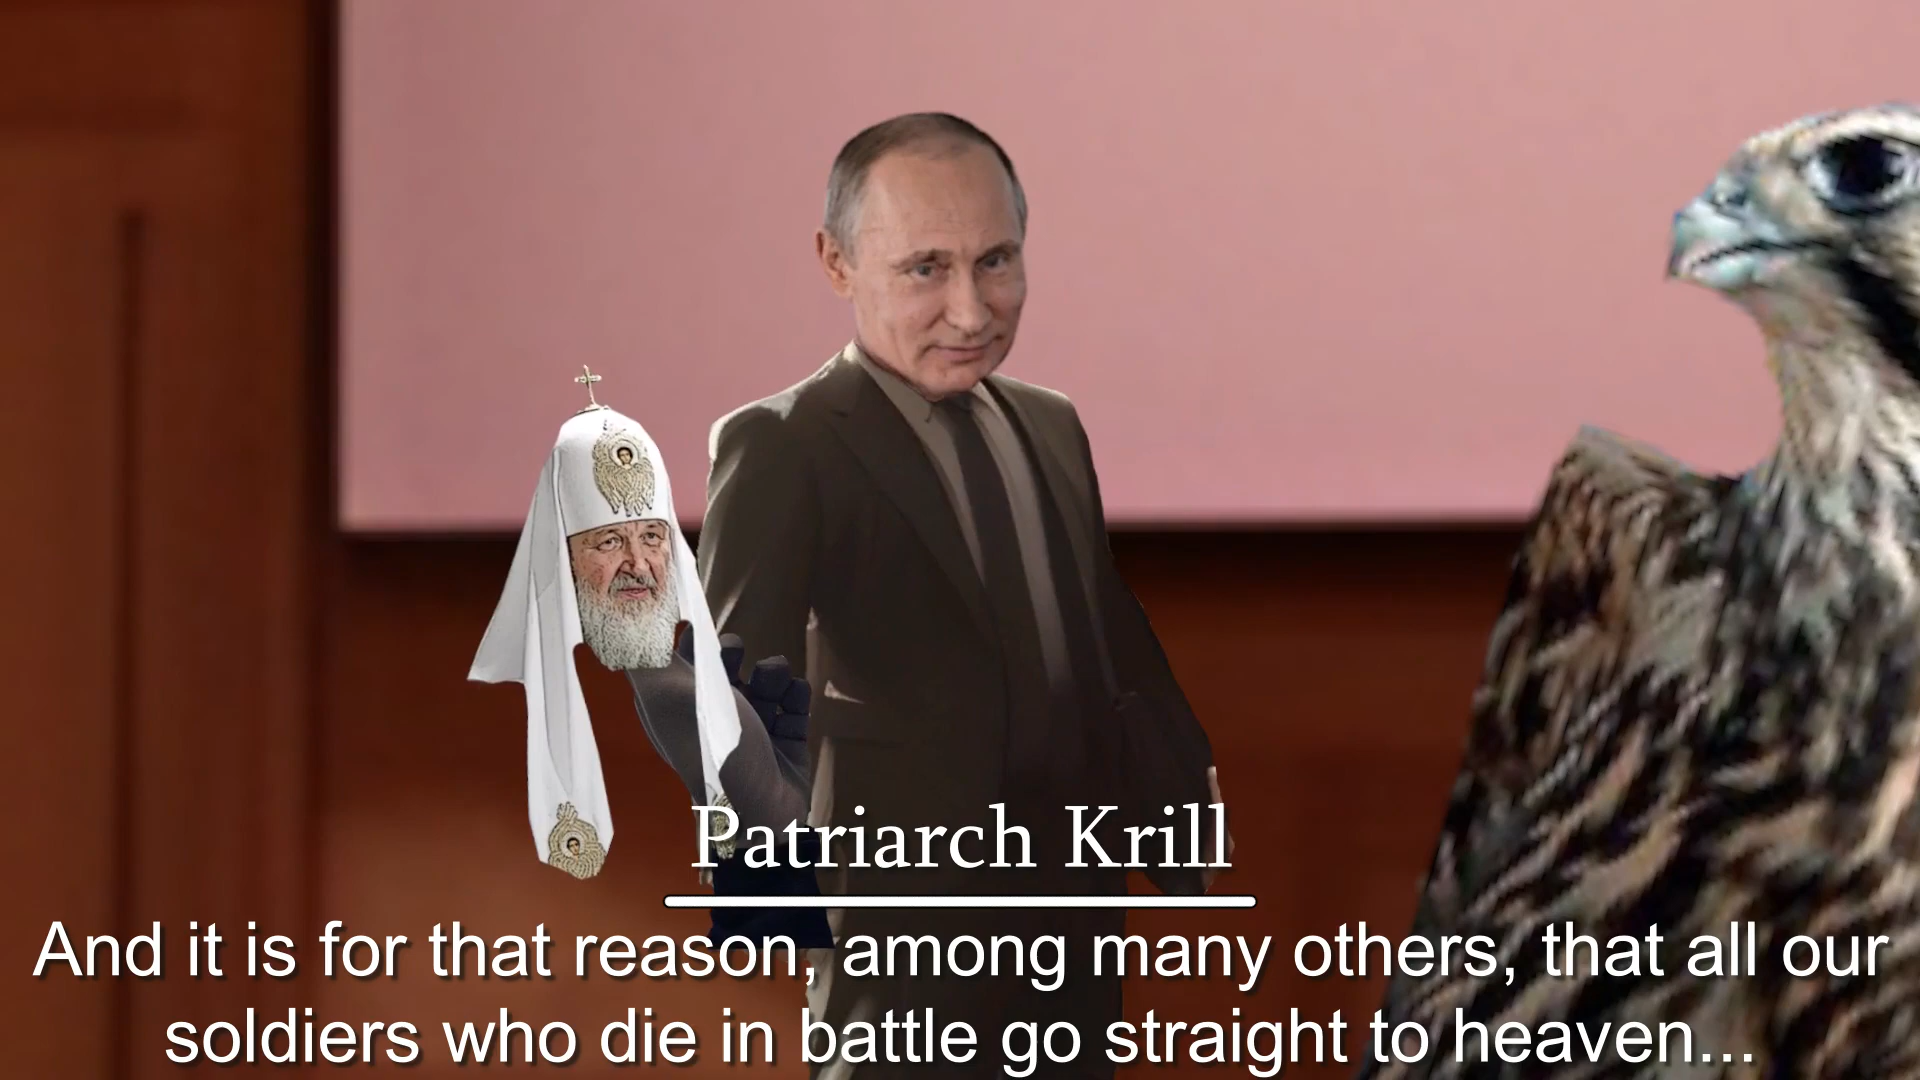 Patriarch Krill
And it is for that reason, among many others, that all our
soldiers who die in battle go straight to heaven...